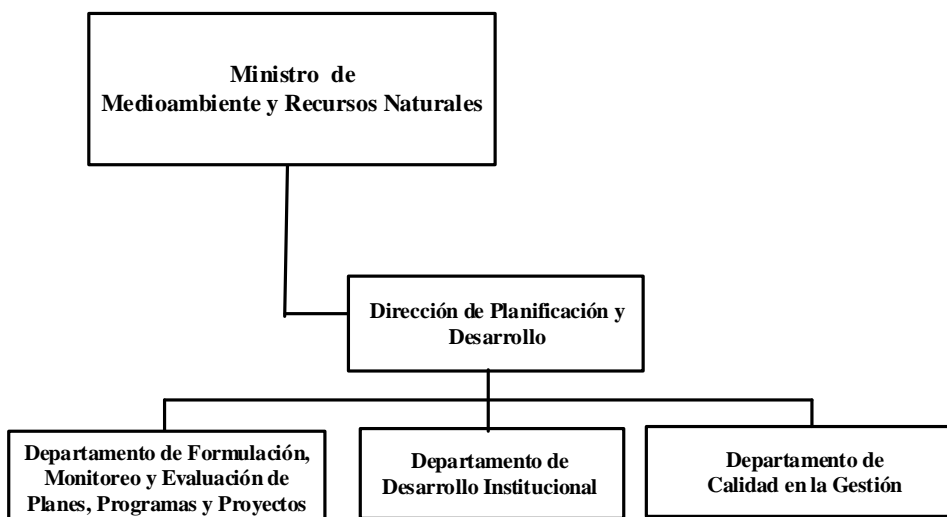 Ministro de
Medioambiente y Recursos Naturales
Dirección de Planificación y
Desarrollo
Departamento de Formulación,
Monitoreo y Evaluación de
Planes, Programas y Proyectos
Departamento de
Desarrollo Institucional
Departamento de
Calidad en la Gestión